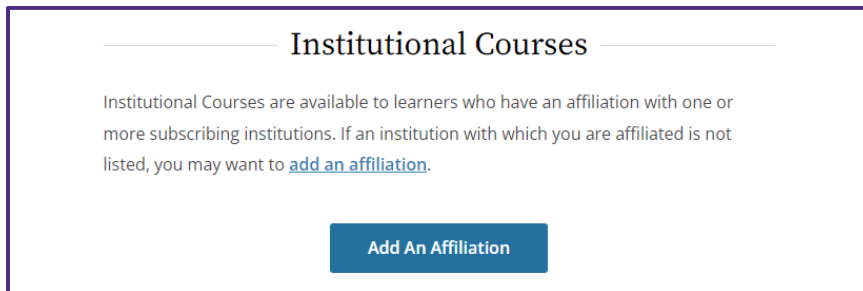 Institutional Courses
Institutional Courses are available to learners who have an affiliation with one or
more subscribing institutions. If an institution with which you are affiliated is not
listed, you may want to add an affiliation.
Add An Affiliation